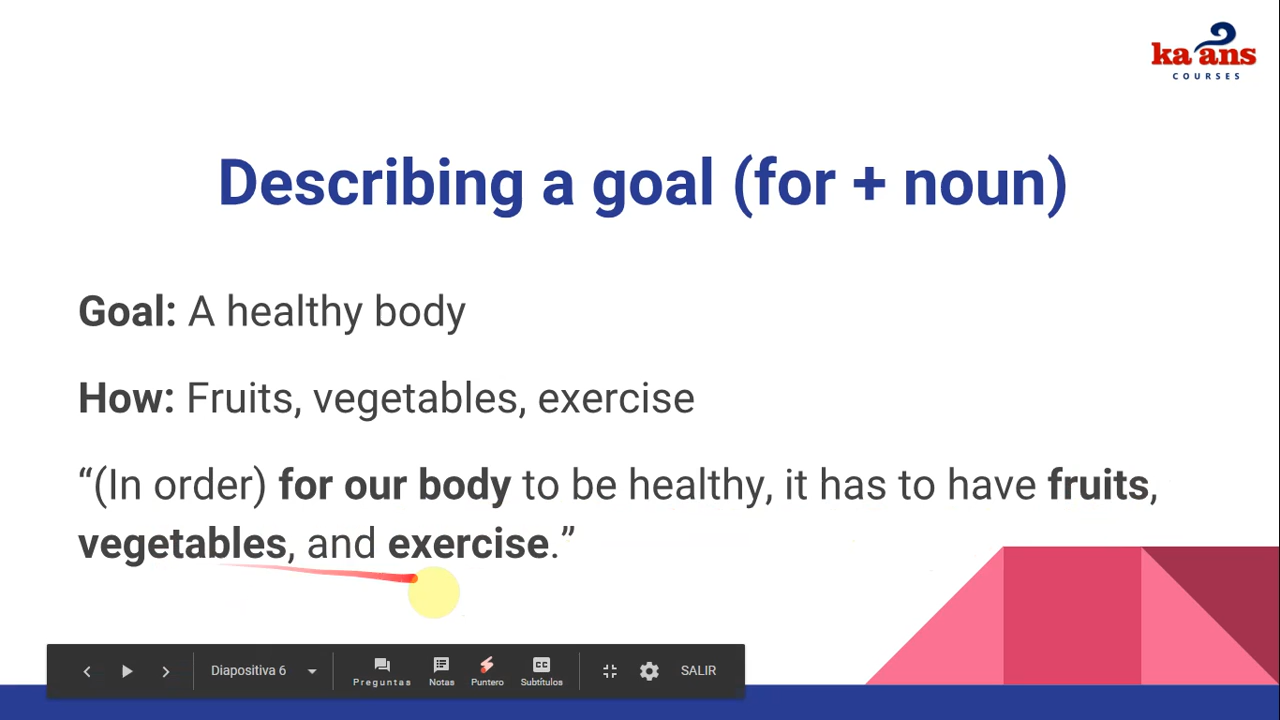 ka ans
COURSES
Describing a goal (for + noun)
Goal: A healthy body
How: Fruits, vegetables, exercise
“(In order) for our body to be healthy, it has to have fruits,
vegetables, and exercise.”
Diapositiva 6
Preguntas
Notas
Puntero
CC
Subtítulos
SALIR